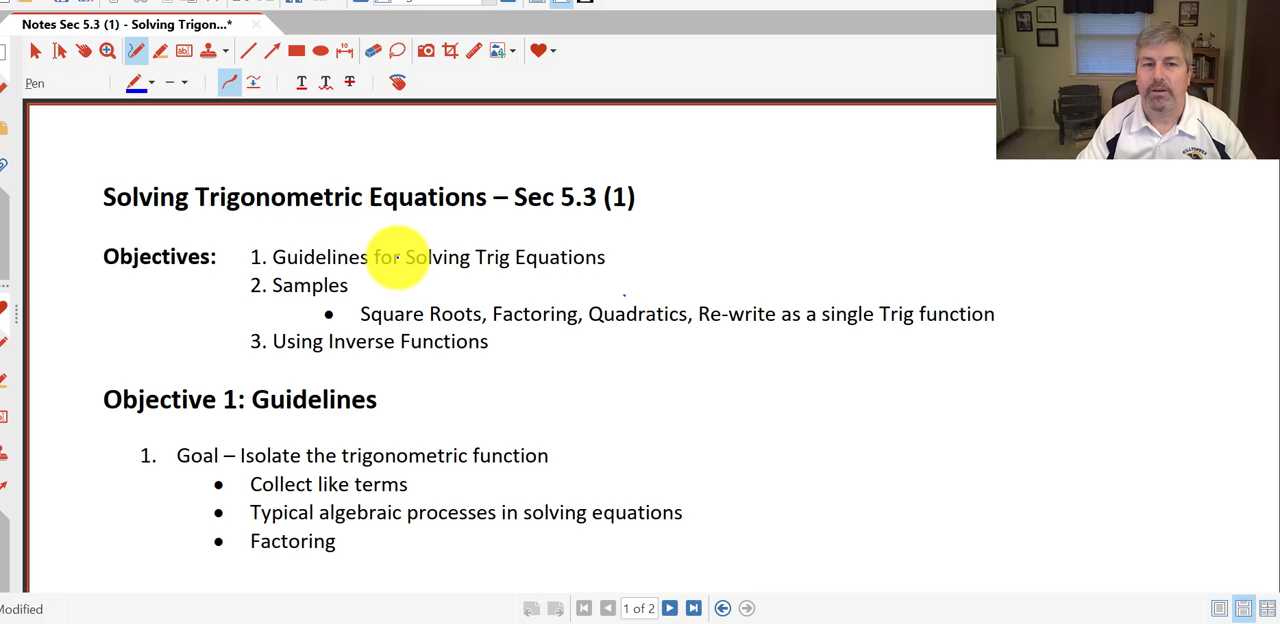 Notes Sec 5.3 (1) - Solving Trigon...*
Pen
Solving Trigonometric Equations – Sec 5.3 (1)
Objectives: 1. Guidelines for Solving Trig Equations
2. Samples
• Square Roots, Factoring, Quadratics, Re-write as a single Trig function
3. Using Inverse Functions
Objective 1: Guidelines
1. Goal – Isolate the trigonometric function
• Collect like terms
• Typical algebraic processes in solving equations
• Factoring
Modified
1 of 2